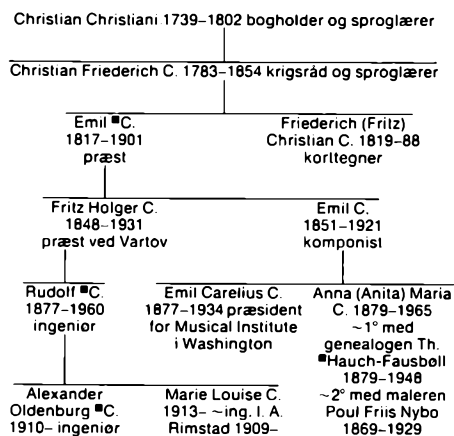 Christian Christiani 1739–1802 bogholder og sproglærer
Christian Friederich C. 1783–1854 krigsråd og sproglærer
Emil ■C.
1817–1901
præst
Friederich (Fritz)
Christian C. 1819–88
korttegner
Fritz Holger C.
1848–1931
præst ved Vartov
Emil C.
1851–1921
komponist
Rudolf ■C.
1877–1960
ingeniør
Emil Carelius C.
1877–1934 præsident
for Musical Institute
i Washington
Anna (Anita) Maria
C. 1879–1965
~1° med
genealogen Th.
■Hauch-Fausbøll
1879–1948
~2° med maleren
Poul Friis Nybo
1869–1929
Alexander
Oldenburg ■C.
1910– ingeniør
Marie Louise C.
1913– ~ing. I. A.
Rimstad 1909–